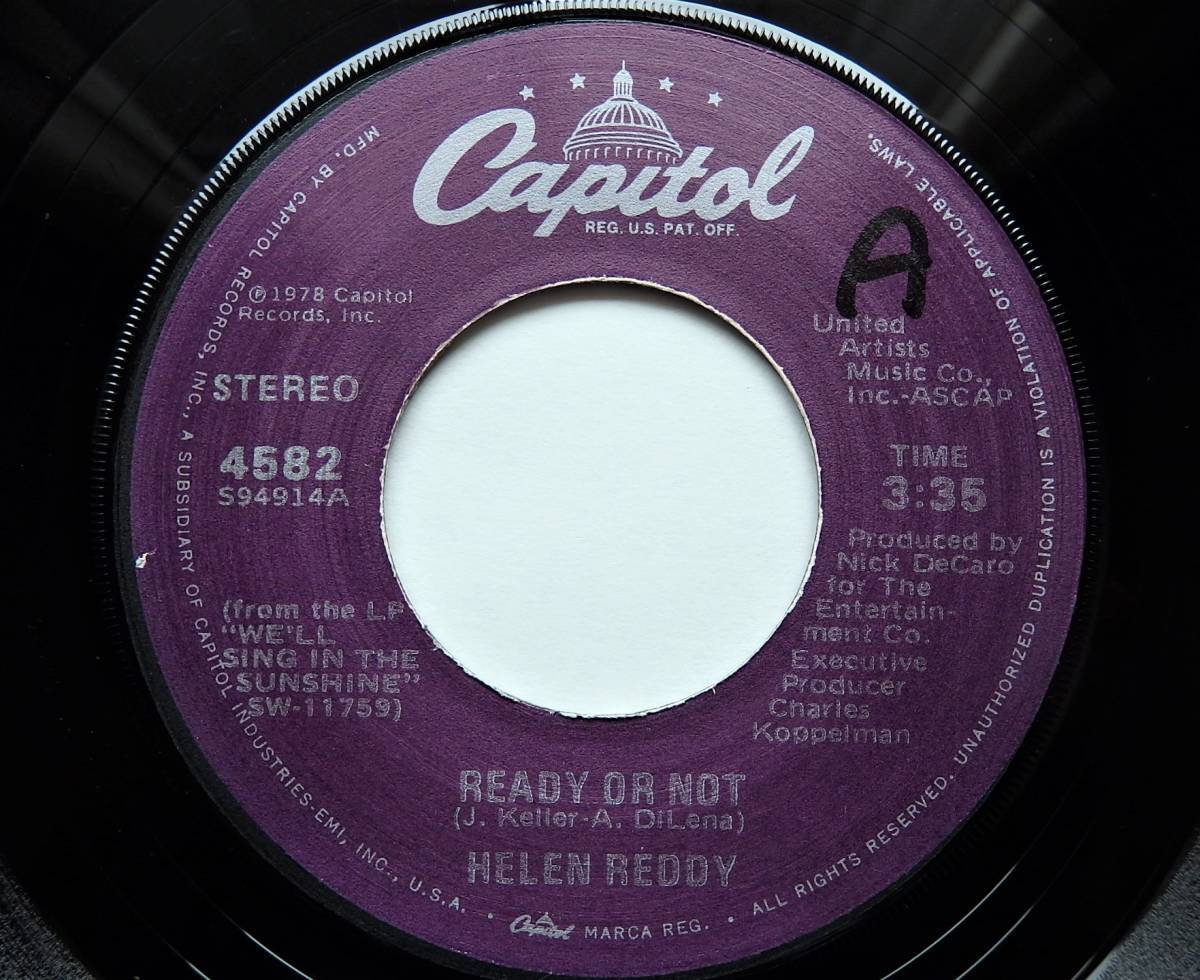 Capitol
REG. U.S. PAT. OFF.
A
℗1978 Capitol
Records, Inc.
STEREO
4582
S94914A
United
Artists
Music Co.,
Inc.-ASCAP
TIME
3:35
Produced by
Nick DeCaro
for The
Entertain-
ment Co.
Executive
Producer
Charles
Koppelman
(from the LP
"WE'LL
SING IN THE
SUNSHINE"
SW-11759)
READY OR NOT
(J. Keller-A. DiLena)
HELEN REDDY
MFD. BY CAPITOL RECORDS, INC., A SUBSIDIARY OF CAPITOL INDUSTRIES-EMI, INC., U.S.A. • Capitol MARCA REG. • ALL RIGHTS RESERVED. UNAUTHORIZED DUPLICATION IS A VIOLATION OF APPLICABLE LAWS.